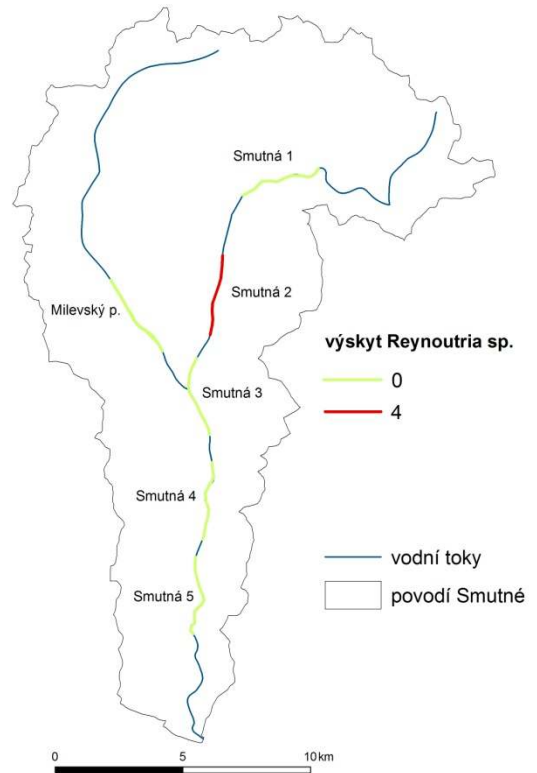 Smutná 1
Smutná 2
Milevský p.
výskyt Reynoutria sp.
0
4
Smutná 3
Smutná 4
vodní toky
povodí Smutné
Smutná 5
0 5 10 km